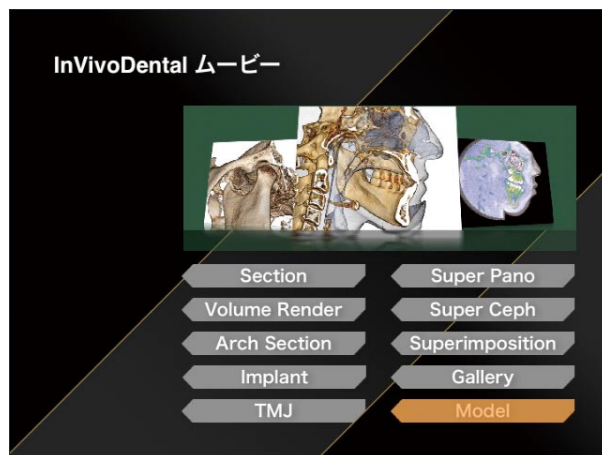 InVivoDental ムービー
Section
Volume Render
Arch Section
Implant
TMJ
Super Pano
Super Ceph
Superimposition
Gallery
Model